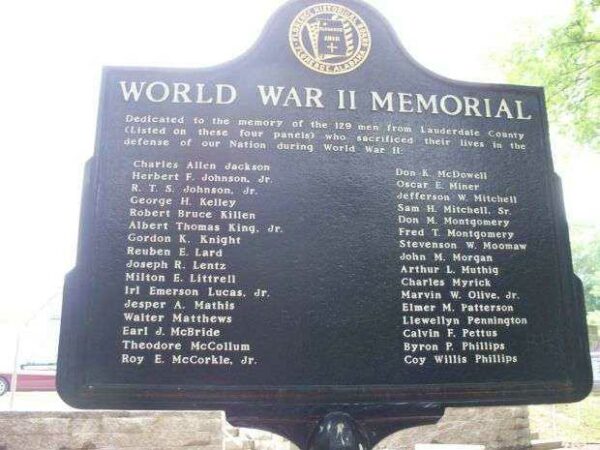 FLORENCE HISTORICAL BOARD
FLORENCE, ALABAMA
WORLD WAR II MEMORIAL
Dedicated to the memory of the 129 men from Lauderdale County
(Listed on these four panels) who sacrificed their lives in the
defense of our Nation during World War II:
Charles Allen Jackson
Herbert F. Johnson, Jr.
R. T. S. Johnson, Jr.
George H. Kelley
Robert Bruce Killen
Albert Thomas King, Jr.
Gordon K. Knight
Reuben E. Lard
Joseph R. Lentz
Milton E. Littrell
Irl Emerson Lucas, Jr.
Jesper A. Mathis
Walter Matthews
Earl J. McBride
Theodore McCollum
Roy E. McCorkle, Jr.
Don K. McDowell
Oscar E. Miner
Jefferson W. Mitchell
Sam H. Mitchell, Sr.
Don M. Montgomery
Fred T. Montgomery
Stevenson W. Moomaw
John M. Morgan
Arthur L. Muthig
Charles Myrick
Marvin W. Olive, Jr.
Elmer M. Patterson
Llewellyn Pennington
Calvin F. Pettus
Byron P. Phillips
Coy Willis Phillips